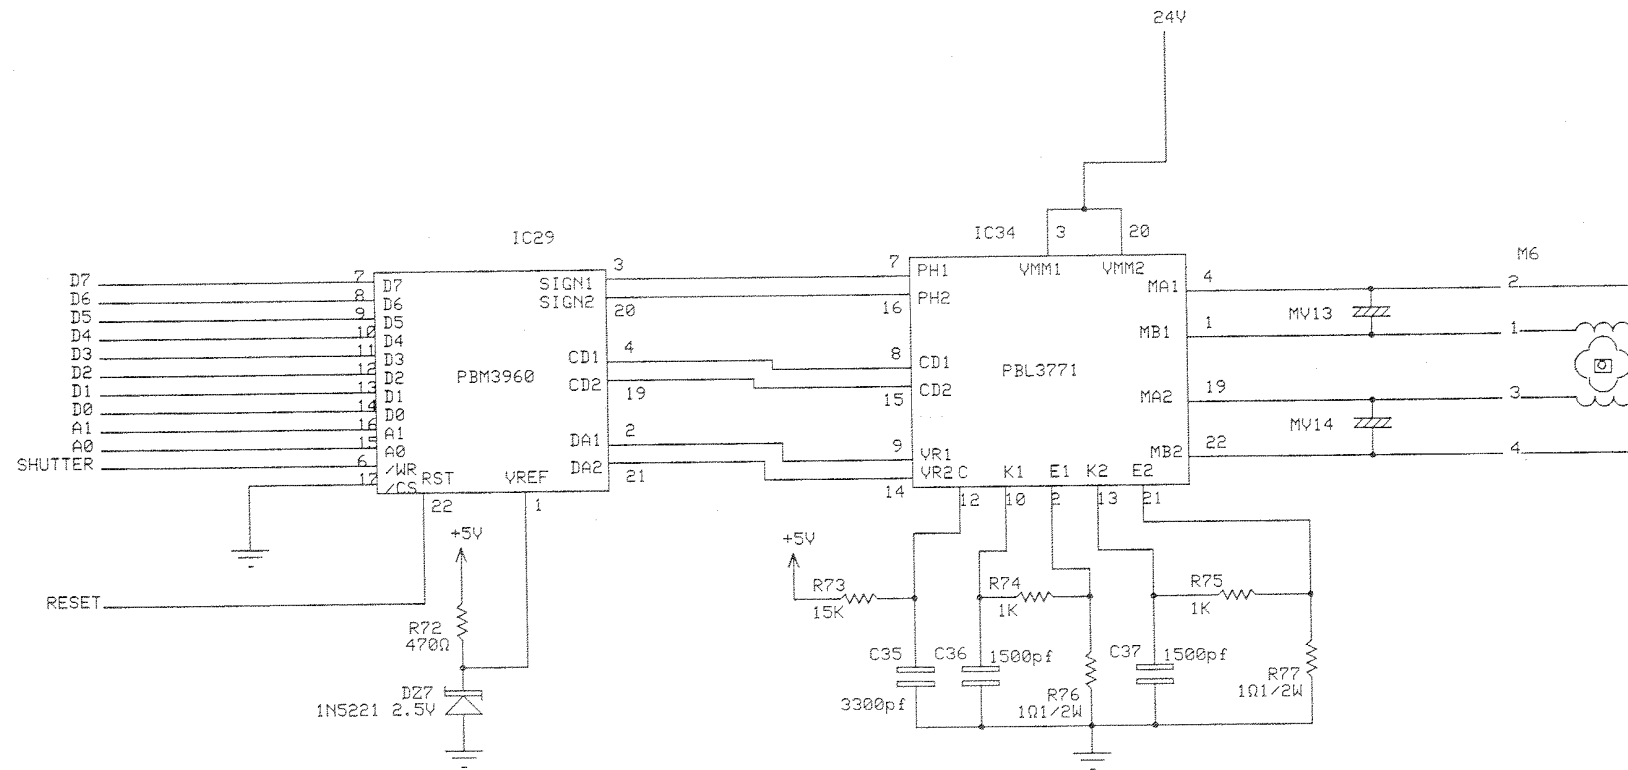 24V
IC29
IC34
3
20
M6
D7
7
D7
SIGN1
3
7
PH1
VMM1
VMM2
MA1
4
2
D6
8
D6
SIGN2
20
16
PH2
D5
9
D5
MV13
D4
10
D4
MB1
1
1
D3
11
D3
CD1
4
8
CD1
D2
12
D2
PBM3960
CD2
19
15
CD2
PBL3771
D1
13
D1
MA2
19
3
D0
14
D0
MV14
A1
16
A1
DA1
2
9
VR1
MB2
22
4
A0
15
A0
DA2
21
14
VR2
C
K1
E1
K2
E2
SHUTTER
6
/WR
17
/CS
RST
VREF
22
1
12
10
2
13
21
+5V
+5V
RESET
R73
15K
R74
1K
R75
1K
R72
470Ω
C35
3300pf
C36
1500pf
C37
1500pf
R76
1Ω1/2W
R77
1Ω1/2W
DZ7
1N5221 2.5V